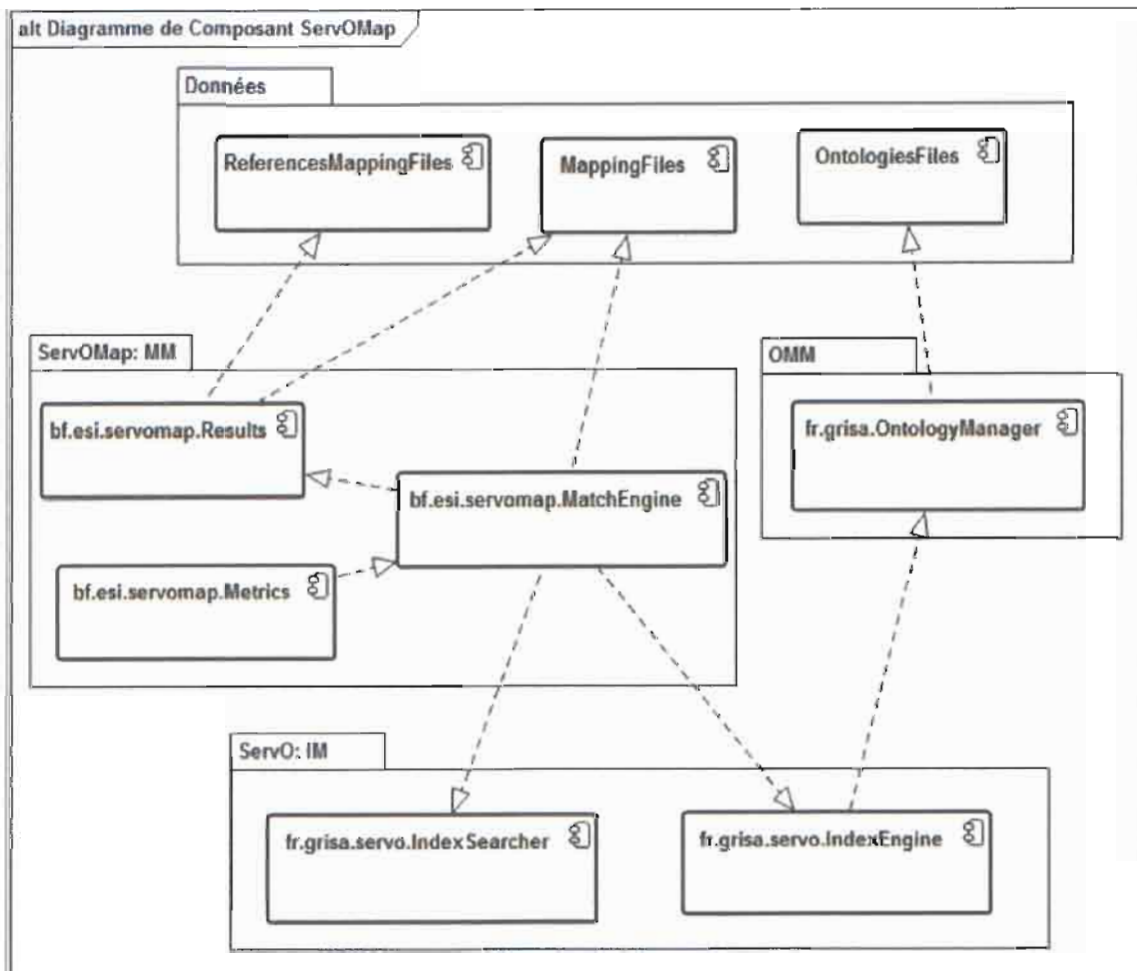 alt Diagramme de Composant ServOMap
Données
ReferencesMappingFiles
MappingFiles
OntologiesFiles
ServOMap: MM
OMM
bf.esi.servomap.Results
fr.grisa.OntologyManager
bf.esi.servomap.MatchEngine
bf.esi.servomap.Metrics
ServO: IM
fr.grisa.servo.IndexSearcher
fr.grisa.servo.IndexEngine